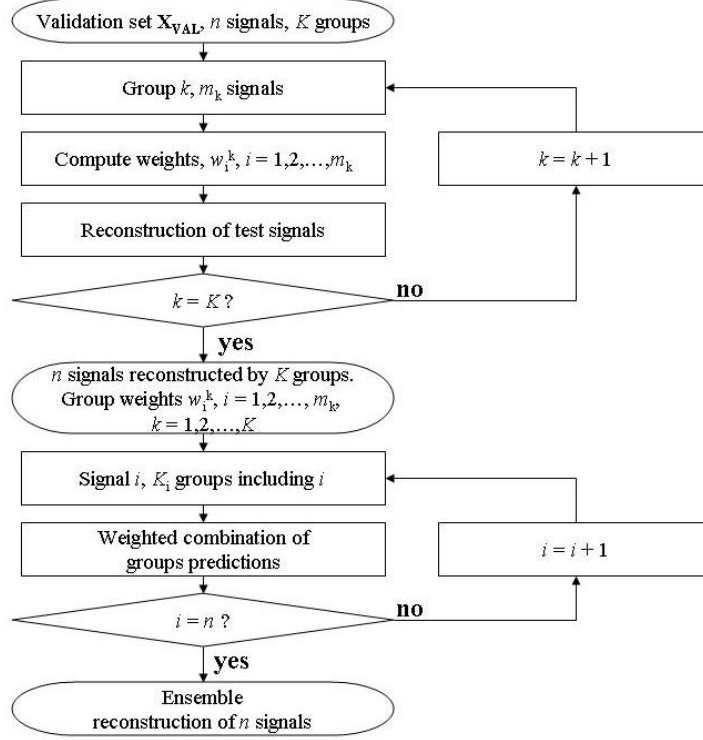 Validation set X_VAL, n signals, K groups
Group k, m_k signals
Compute weights, w_i^k, i = 1,2,...,m_k
k = k + 1
Reconstruction of test signals
k = K ?
no
yes
n signals reconstructed by K groups.
Group weights w_i^k, i = 1,2,..., m_k,
k = 1,2,...,K
Signal i, K_i groups including i
Weighted combination of
groups predictions
i = i + 1
i = n ?
no
yes
Ensemble
reconstruction of n signals